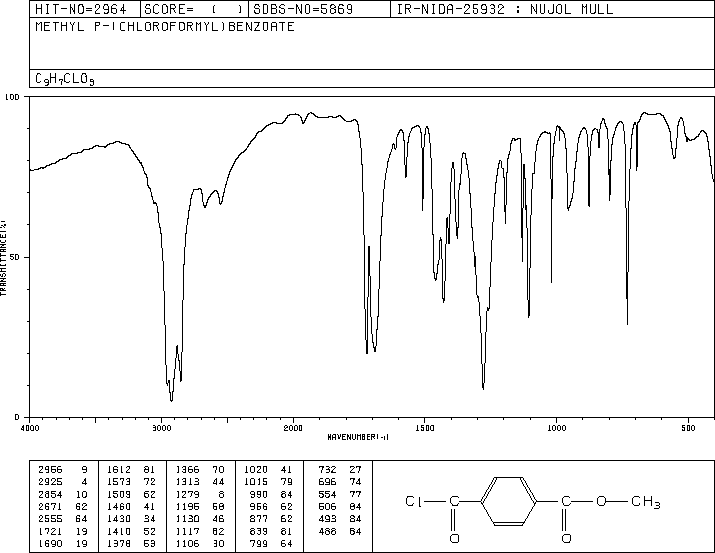 HIT-NO=2964 SCORE= ( ) SDBS-NO=5869 IR-NIDA-25932 : NUJOL MULL
METHYL P-(CHLOROFORMYL)BENZOATE
C9H7CLO3
100
50
0
TRANSMITTANCE(%)
4000 3000 2000 1500 1000 500
WAVENUMBER(-1)
2956 9 1612 81 1366 70 1020 41 732 27
2925 4 1573 72 1313 44 1015 79 696 74
2854 10 1509 62 1279 8 990 84 554 77
2671 62 1460 41 1196 58 956 62 506 84
2555 64 1430 34 1130 46 877 62 493 84
1721 19 1410 52 1117 82 839 81 488 84
1690 19 1378 53 1106 30 799 64
Cl C C O CH3
O O